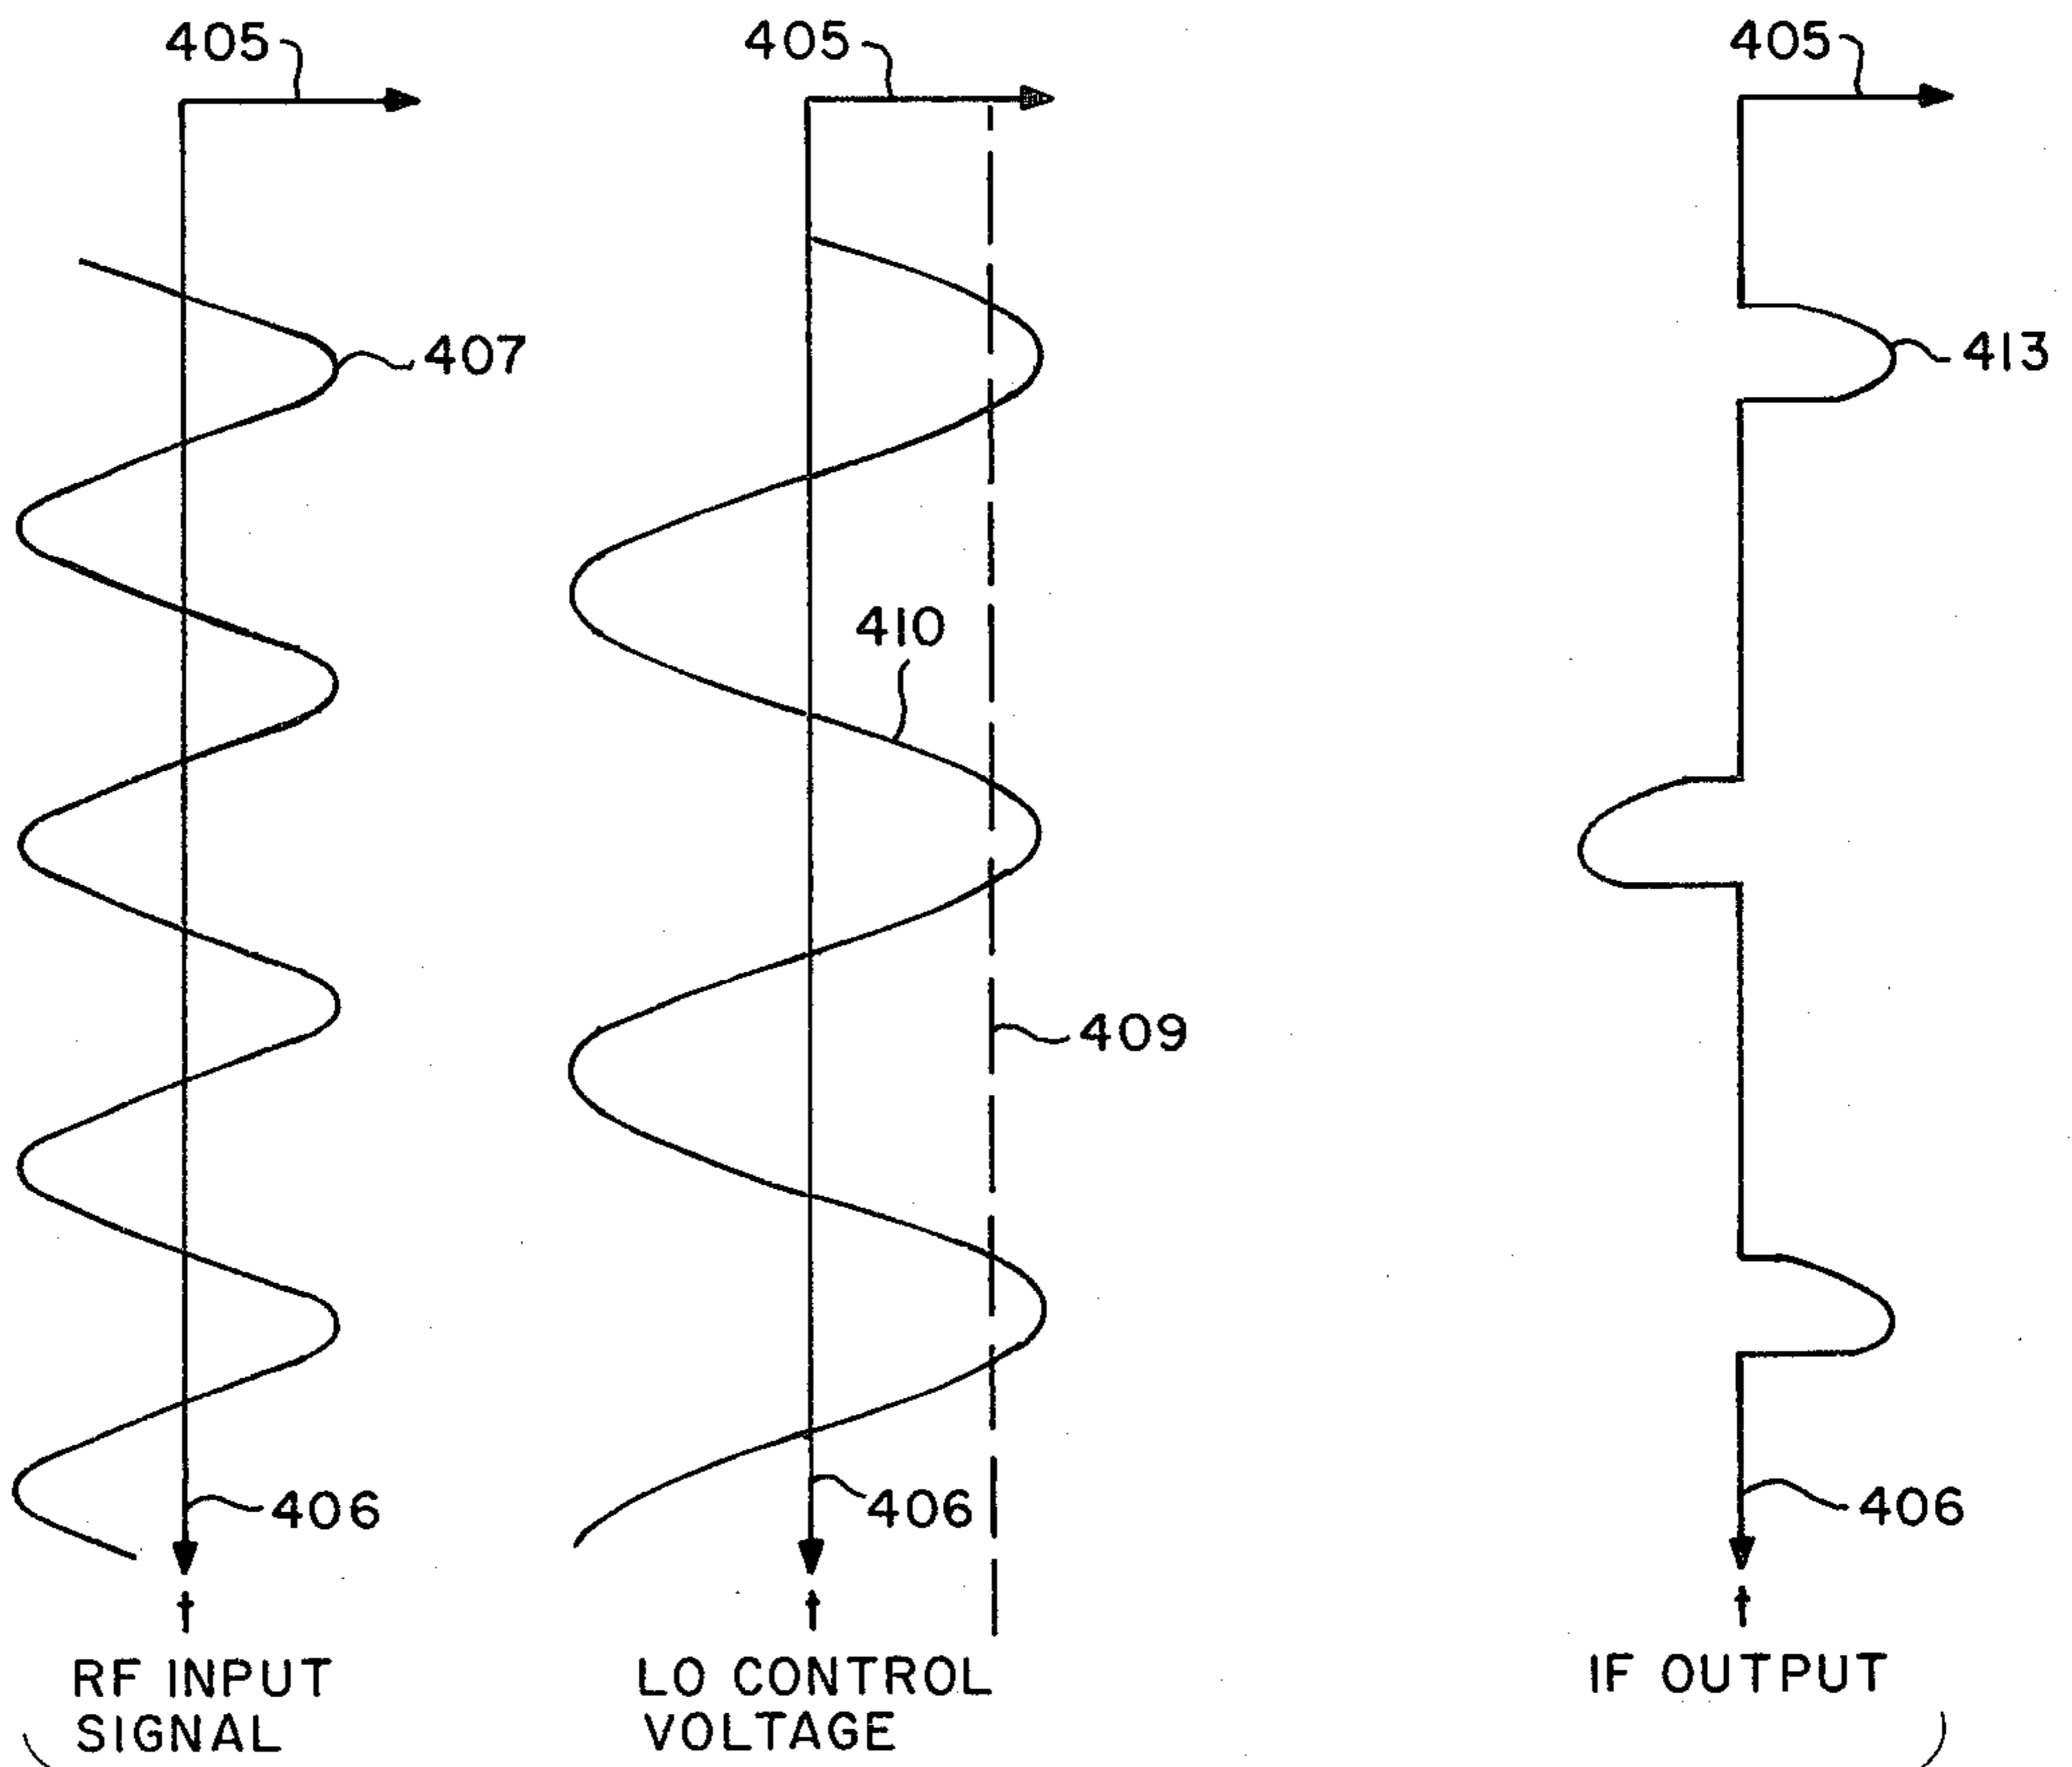 405
405
405
407
413
410
409
406
406
406
t
t
t
RF INPUT
SIGNAL
LO CONTROL
VOLTAGE
IF OUTPUT